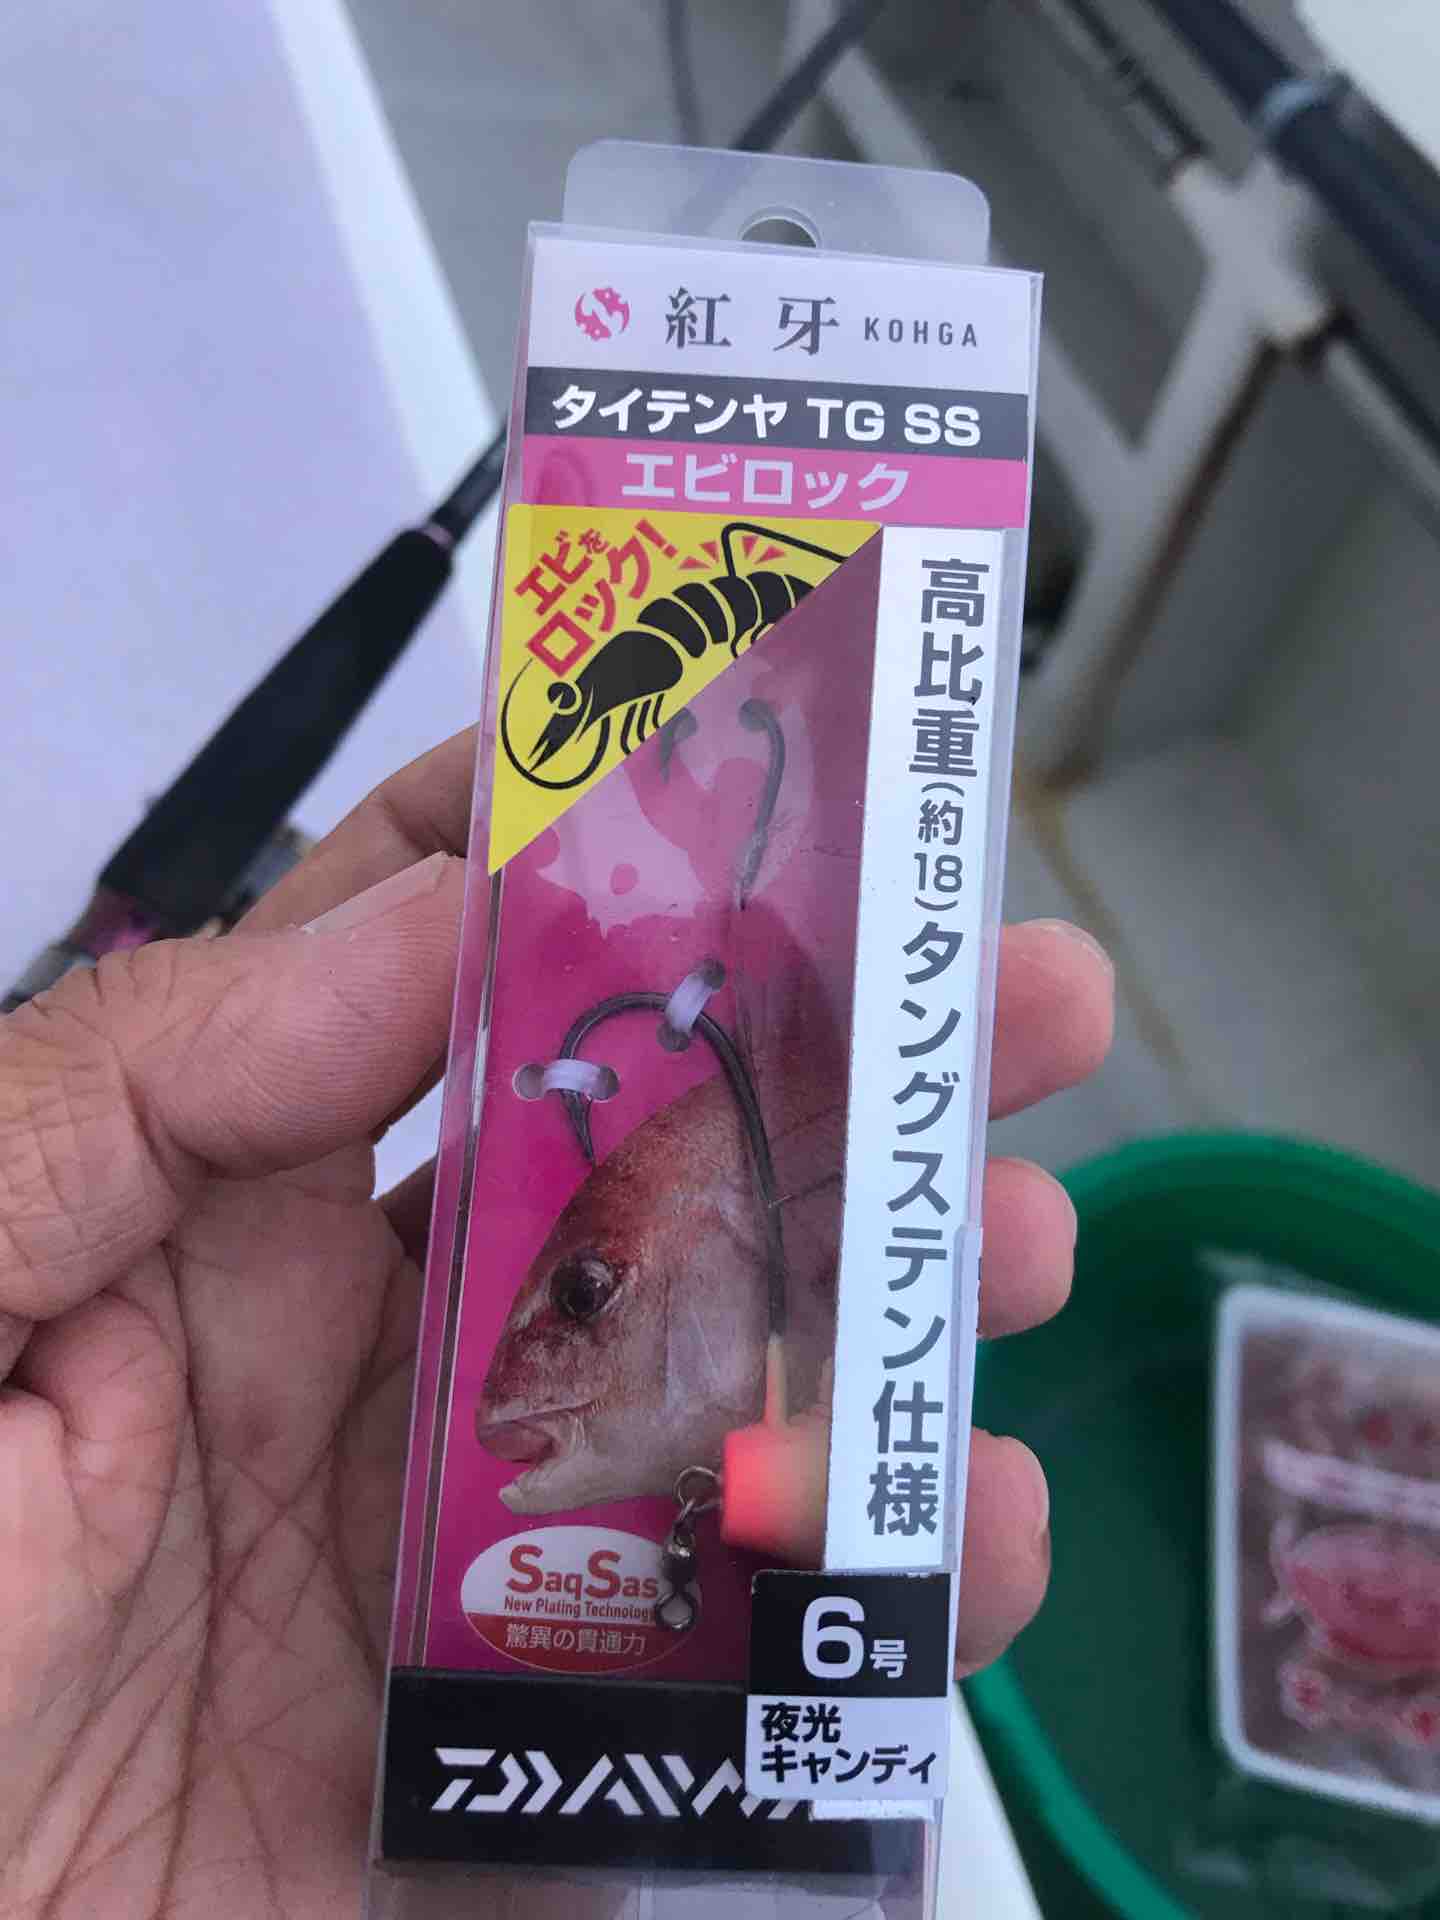 紅牙 KOHGA
タイテンヤ TG SS
エビロック
エビを
ロック!
高比重(約18)タングステン仕様
SaqSas
New Plating Technology
驚異の貫通力
6号
夜光
キャンディ
DAIWA